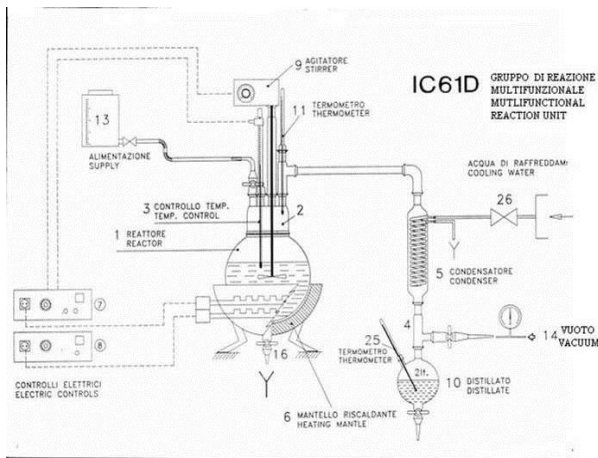 9 AGITATORE
STIRRER
IC61D
GRUPPO DI REAZIONE
MULTIFUNZIONALE
MUTLIFUNCTIONAL
REACTION UNIT
11 TERMOMETRO
THERMOMETER
13
ALIMENTAZIONE
SUPPLY
ACQUA DI RAFFREDDAM:
COOLING WATER
26
3 CONTROLLO TEMP.
TEMP. CONTROL
2
1 REATTORE
REACTOR
5 CONDENSATORE
CONDENSER
7
8
4
14 VUOTO
VACUUM
16
25
TERMOMETRO
THERMOMETER
2lt.
10 DISTILLATO
DISTILLATE
CONTROLLI ELETTRICI
ELECTRIC CONTROLS
6 MANTELLO RISCALDANTE
HEATING MANTLE